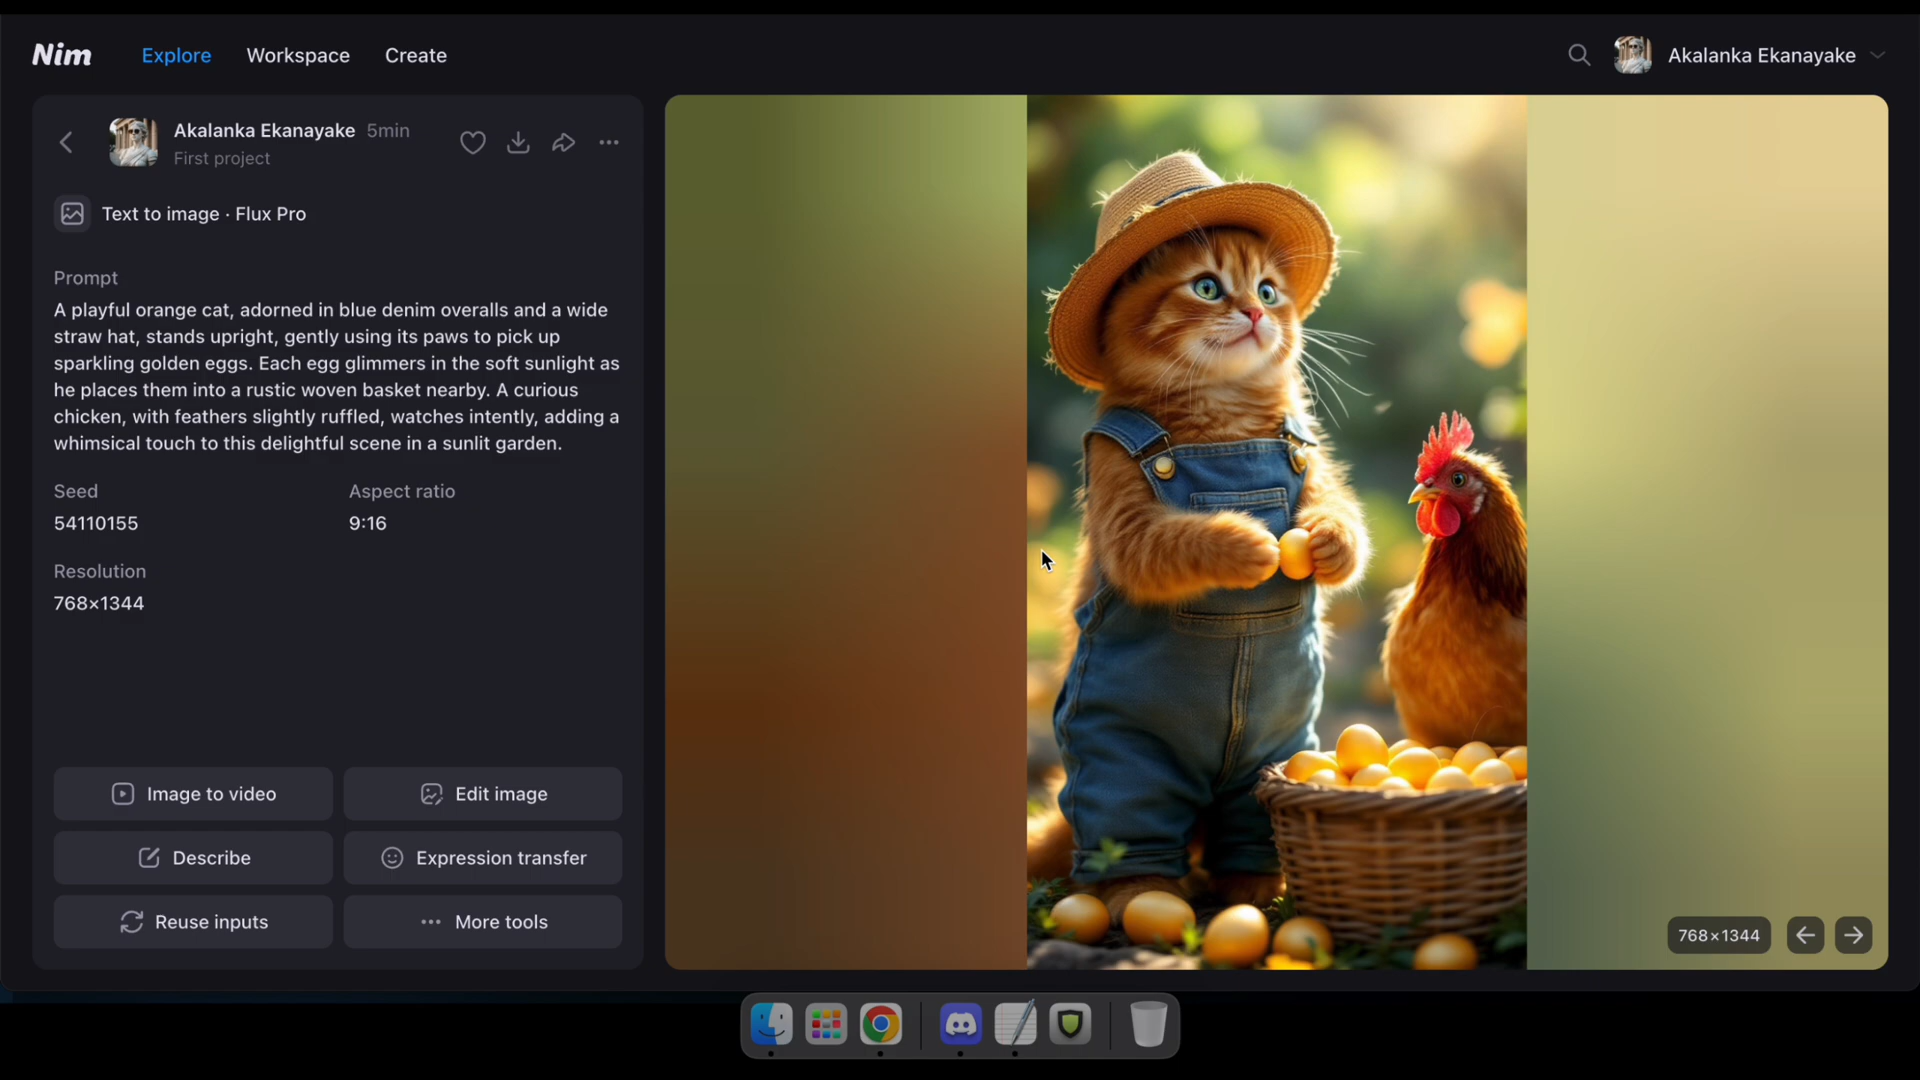 Nim
Explore
Workspace
Create
Akalanka Ekanayake
Akalanka Ekanayake 5min
First project
Text to image · Flux Pro
Prompt
A playful orange cat, adorned in blue denim overalls and a wide
straw hat, stands upright, gently using its paws to pick up
sparkling golden eggs. Each egg glimmers in the soft sunlight as
he places them into a rustic woven basket nearby. A curious
chicken, with feathers slightly ruffled, watches intently, adding a
whimsical touch to this delightful scene in a sunlit garden.
Seed
Aspect ratio
54110155
9:16
Resolution
768×1344
Image to video
Edit image
Describe
Expression transfer
Reuse inputs
More tools
768×1344